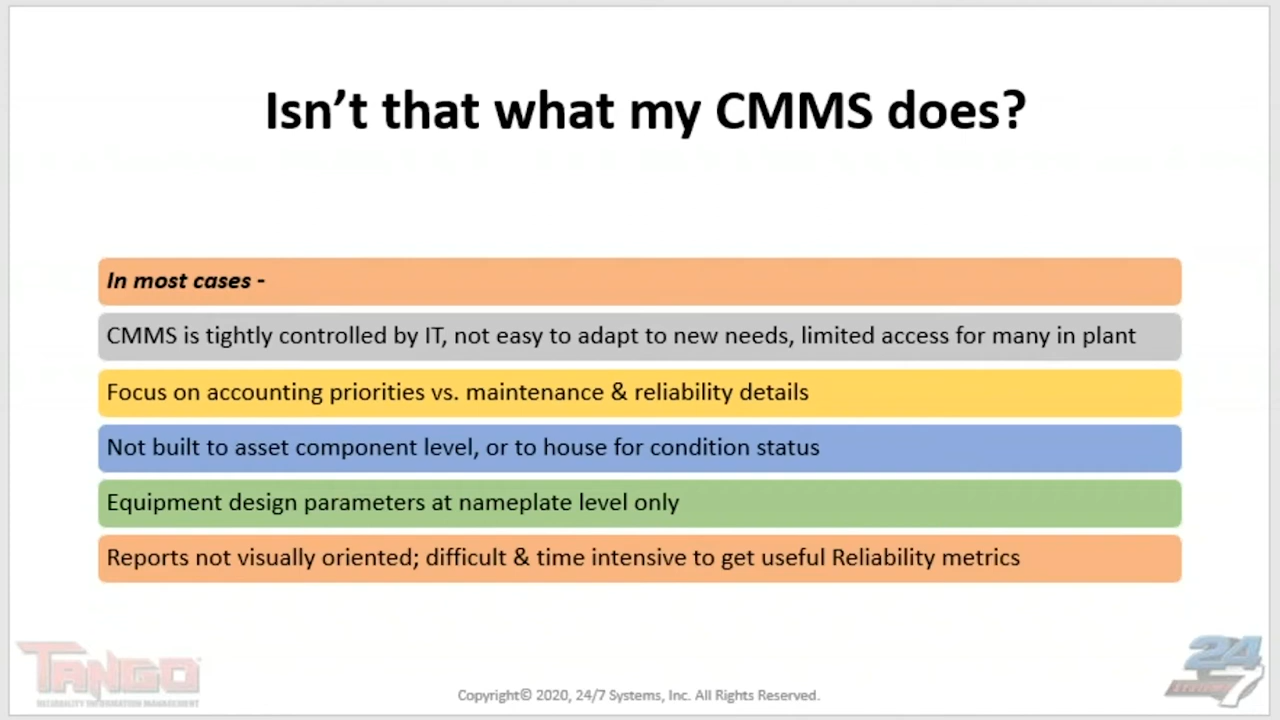 Isn’t that what my CMMS does?
In most cases -
CMMS is tightly controlled by IT, not easy to adapt to new needs, limited access for many in plant
Focus on accounting priorities vs. maintenance & reliability details
Not built to asset component level, or to house for condition status
Equipment design parameters at nameplate level only
Reports not visually oriented; difficult & time intensive to get useful Reliability metrics
TANGO
RELIABILITY INFORMATION MANAGEMENT
Copyright© 2020, 24/7 Systems, Inc. All Rights Reserved.
24
7